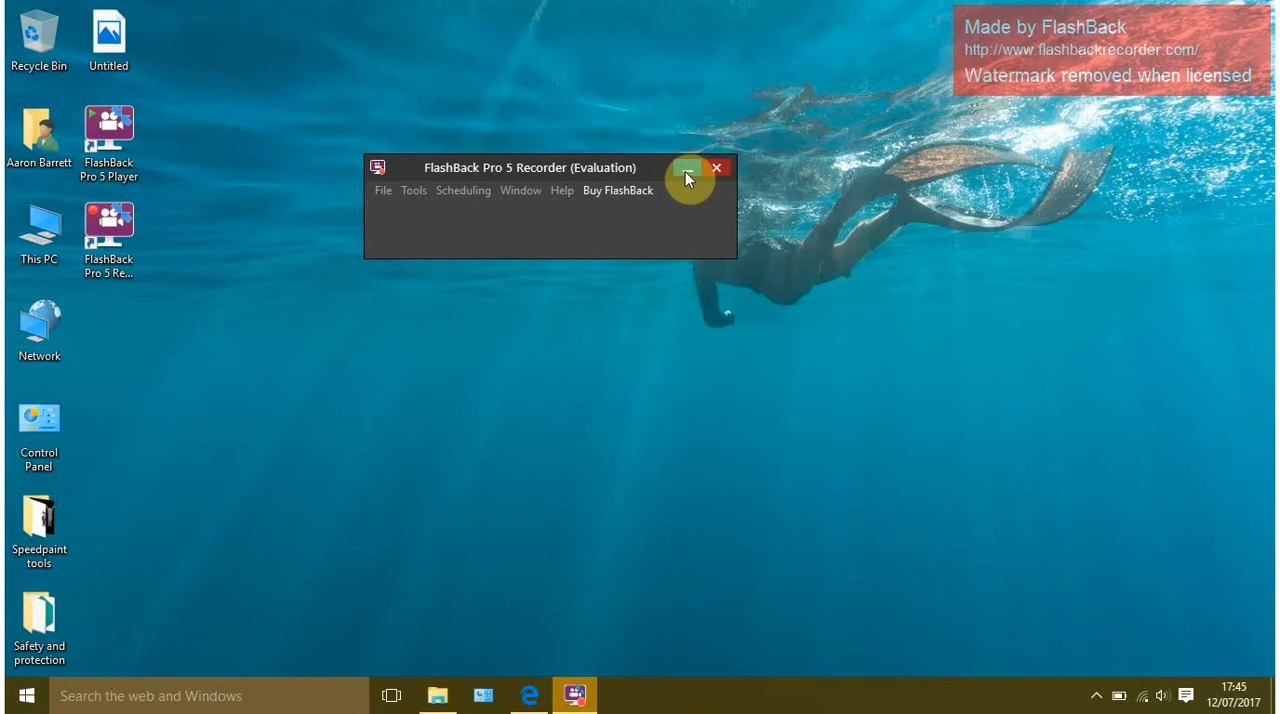 Recycle Bin
Untitled
Made by FlashBack
http://www.flashbackrecorder.com/
Watermark removed when licensed
Aaron Barrett
FlashBack
Pro 5 Player
FlashBack Pro 5 Recorder (Evaluation)
File Tools Scheduling Window Help Buy FlashBack
This PC
FlashBack
Pro 5 Re...
Network
Control
Panel
Speedpaint
tools
Safety and
protection
Search the web and Windows
17:45
12/07/2017